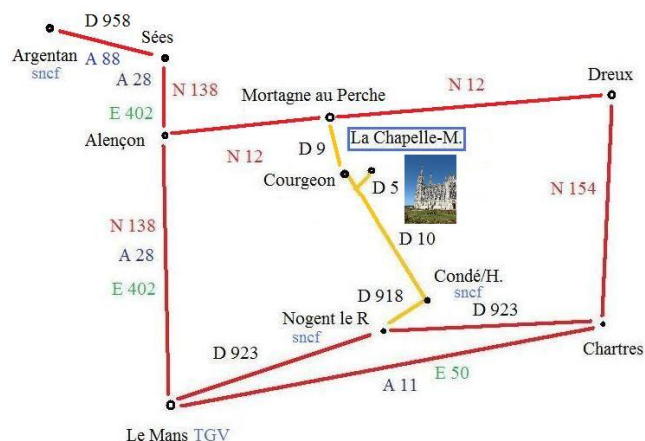 D 958
Sées
Argentan
sncf
A 88
A 28
E 402
N 138
Alençon
Mortagne au Perche
N 12
Dreux
N 12
D 9
La Chapelle-M.
Courgeon
D 5
N 154
D 10
N 138
A 28
E 402
Condé/H.
sncf
D 918
Nogent le R
sncf
D 923
D 923
Chartres
E 50
A 11
Le Mans TGV